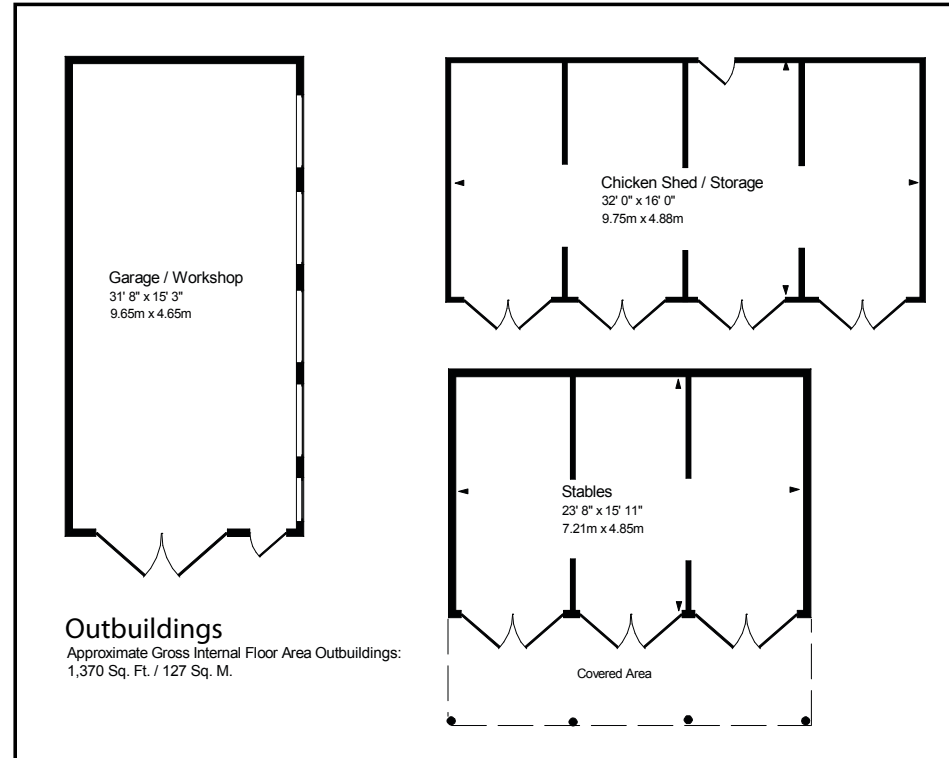 Garage / Workshop
31' 8" x 15' 3"
9.65m x 4.65m
Chicken Shed / Storage
32' 0" x 16' 0"
9.75m x 4.88m
Stables
23' 8" x 15' 11"
7.21m x 4.85m
Covered Area
Outbuildings
Approximate Gross Internal Floor Area Outbuildings:
1,370 Sq. Ft. / 127 Sq. M.